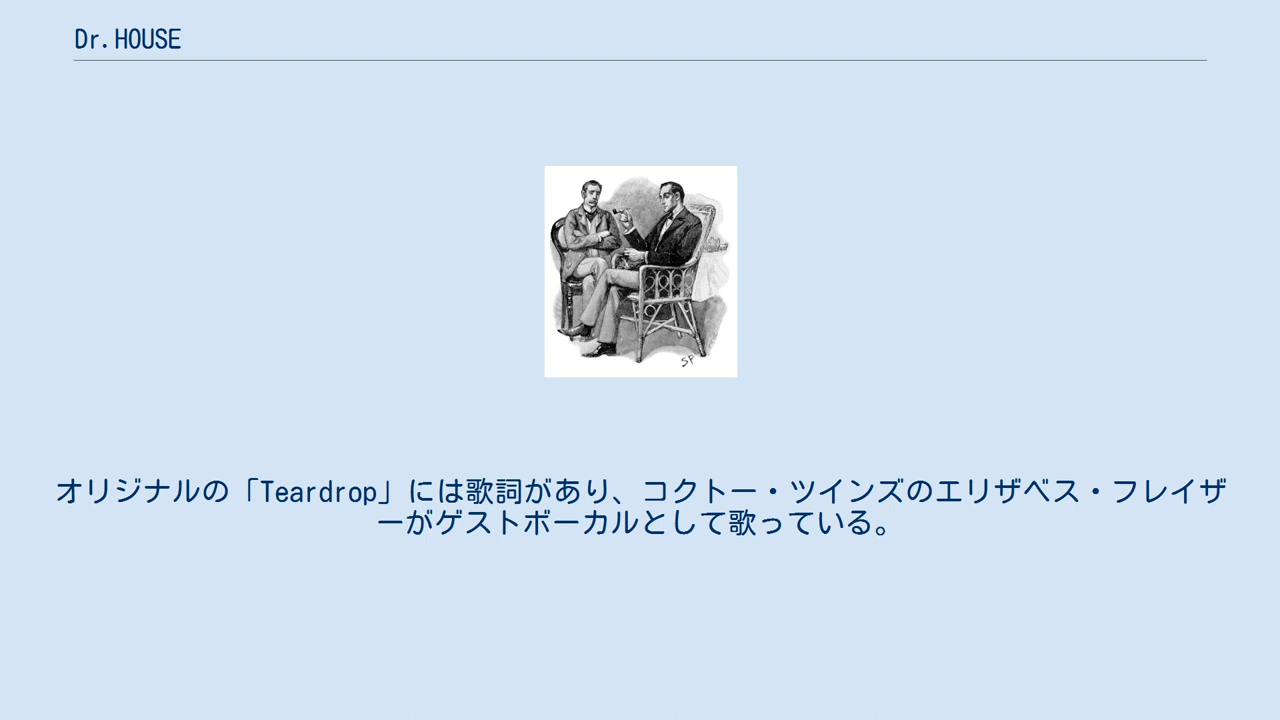 Dr.HOUSE
SP
オリジナルの「Teardrop」には歌詞があり、コクトー・ツインズのエリザベス・フレイザ
ーがゲストボーカルとして歌っている。